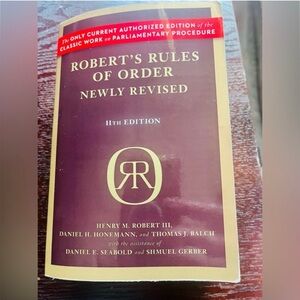 The ONLY CURRENT AUTHORIZED EDITION of the
CLASSIC WORK on PARLIAMENTARY PROCEDURE
ROBERT'S RULES
OF ORDER
NEWLY REVISED
11TH EDITION
RR
HENRY M. ROBERT III,
DANIEL H. HONEMANN, and THOMAS J. BALCH
with the assistance of
DANIEL E. SEABOLD and SHMUEL GERBER